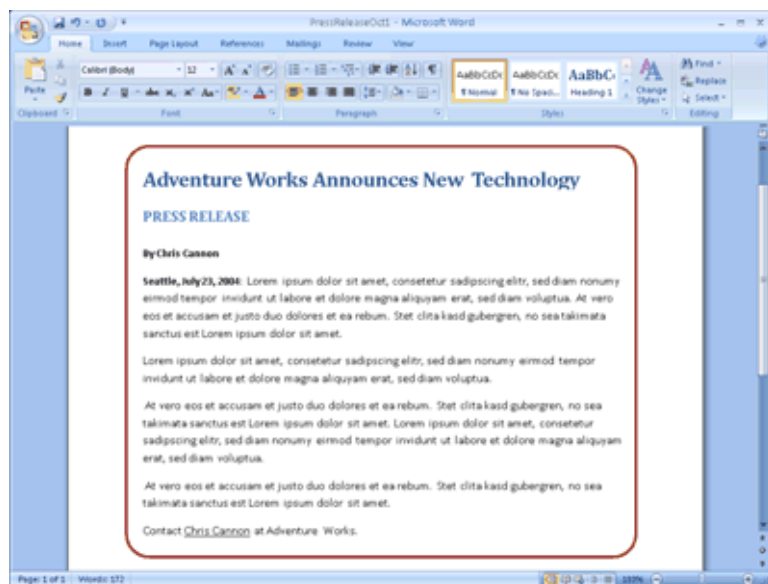 PressReleaseOct1 - Microsoft Word
Home Insert Page Layout References Mailings Review View
Calibri (Body) 12
AaBbCcDc AaBbCcDc AaBbC
Find
Replace
Select
Paste
¶ Normal ¶ No Spaci... Heading 1
Change Styles
Clipboard Font Paragraph Styles Editing
Adventure Works Announces New Technology
PRESS RELEASE
By Chris Cannon
Seattle, July 23, 2004: Lorem ipsum dolor sit amet, consetetur sadipscing elitr, sed diam nonumy
eirmod tempor invidunt ut labore et dolore magna aliquyam erat, sed diam voluptua. At vero
eos et accusam et justo duo dolores et ea rebum. Stet clita kasd gubergren, no sea takimata
sanctus est Lorem ipsum dolor sit amet.
Lorem ipsum dolor sit amet, consetetur sadipscing elitr, sed diam nonumy eirmod tempor
invidunt ut labore et dolore magna aliquyam erat, sed diam voluptua.
At vero eos et accusam et justo duo dolores et ea rebum. Stet clita kasd gubergren, no sea
takimata sanctus est Lorem ipsum dolor sit amet. Lorem ipsum dolor sit amet, consetetur
sadipscing elitr, sed diam nonumy eirmod tempor invidunt ut labore et dolore magna aliquyam
erat, sed diam voluptua.
At vero eos et accusam et justo duo dolores et ea rebum. Stet clita kasd gubergren, no sea
takimata sanctus est Lorem ipsum dolor sit amet.
Contact Chris Cannon at Adventure Works.
Page: 1 of 1 Words: 172 100%